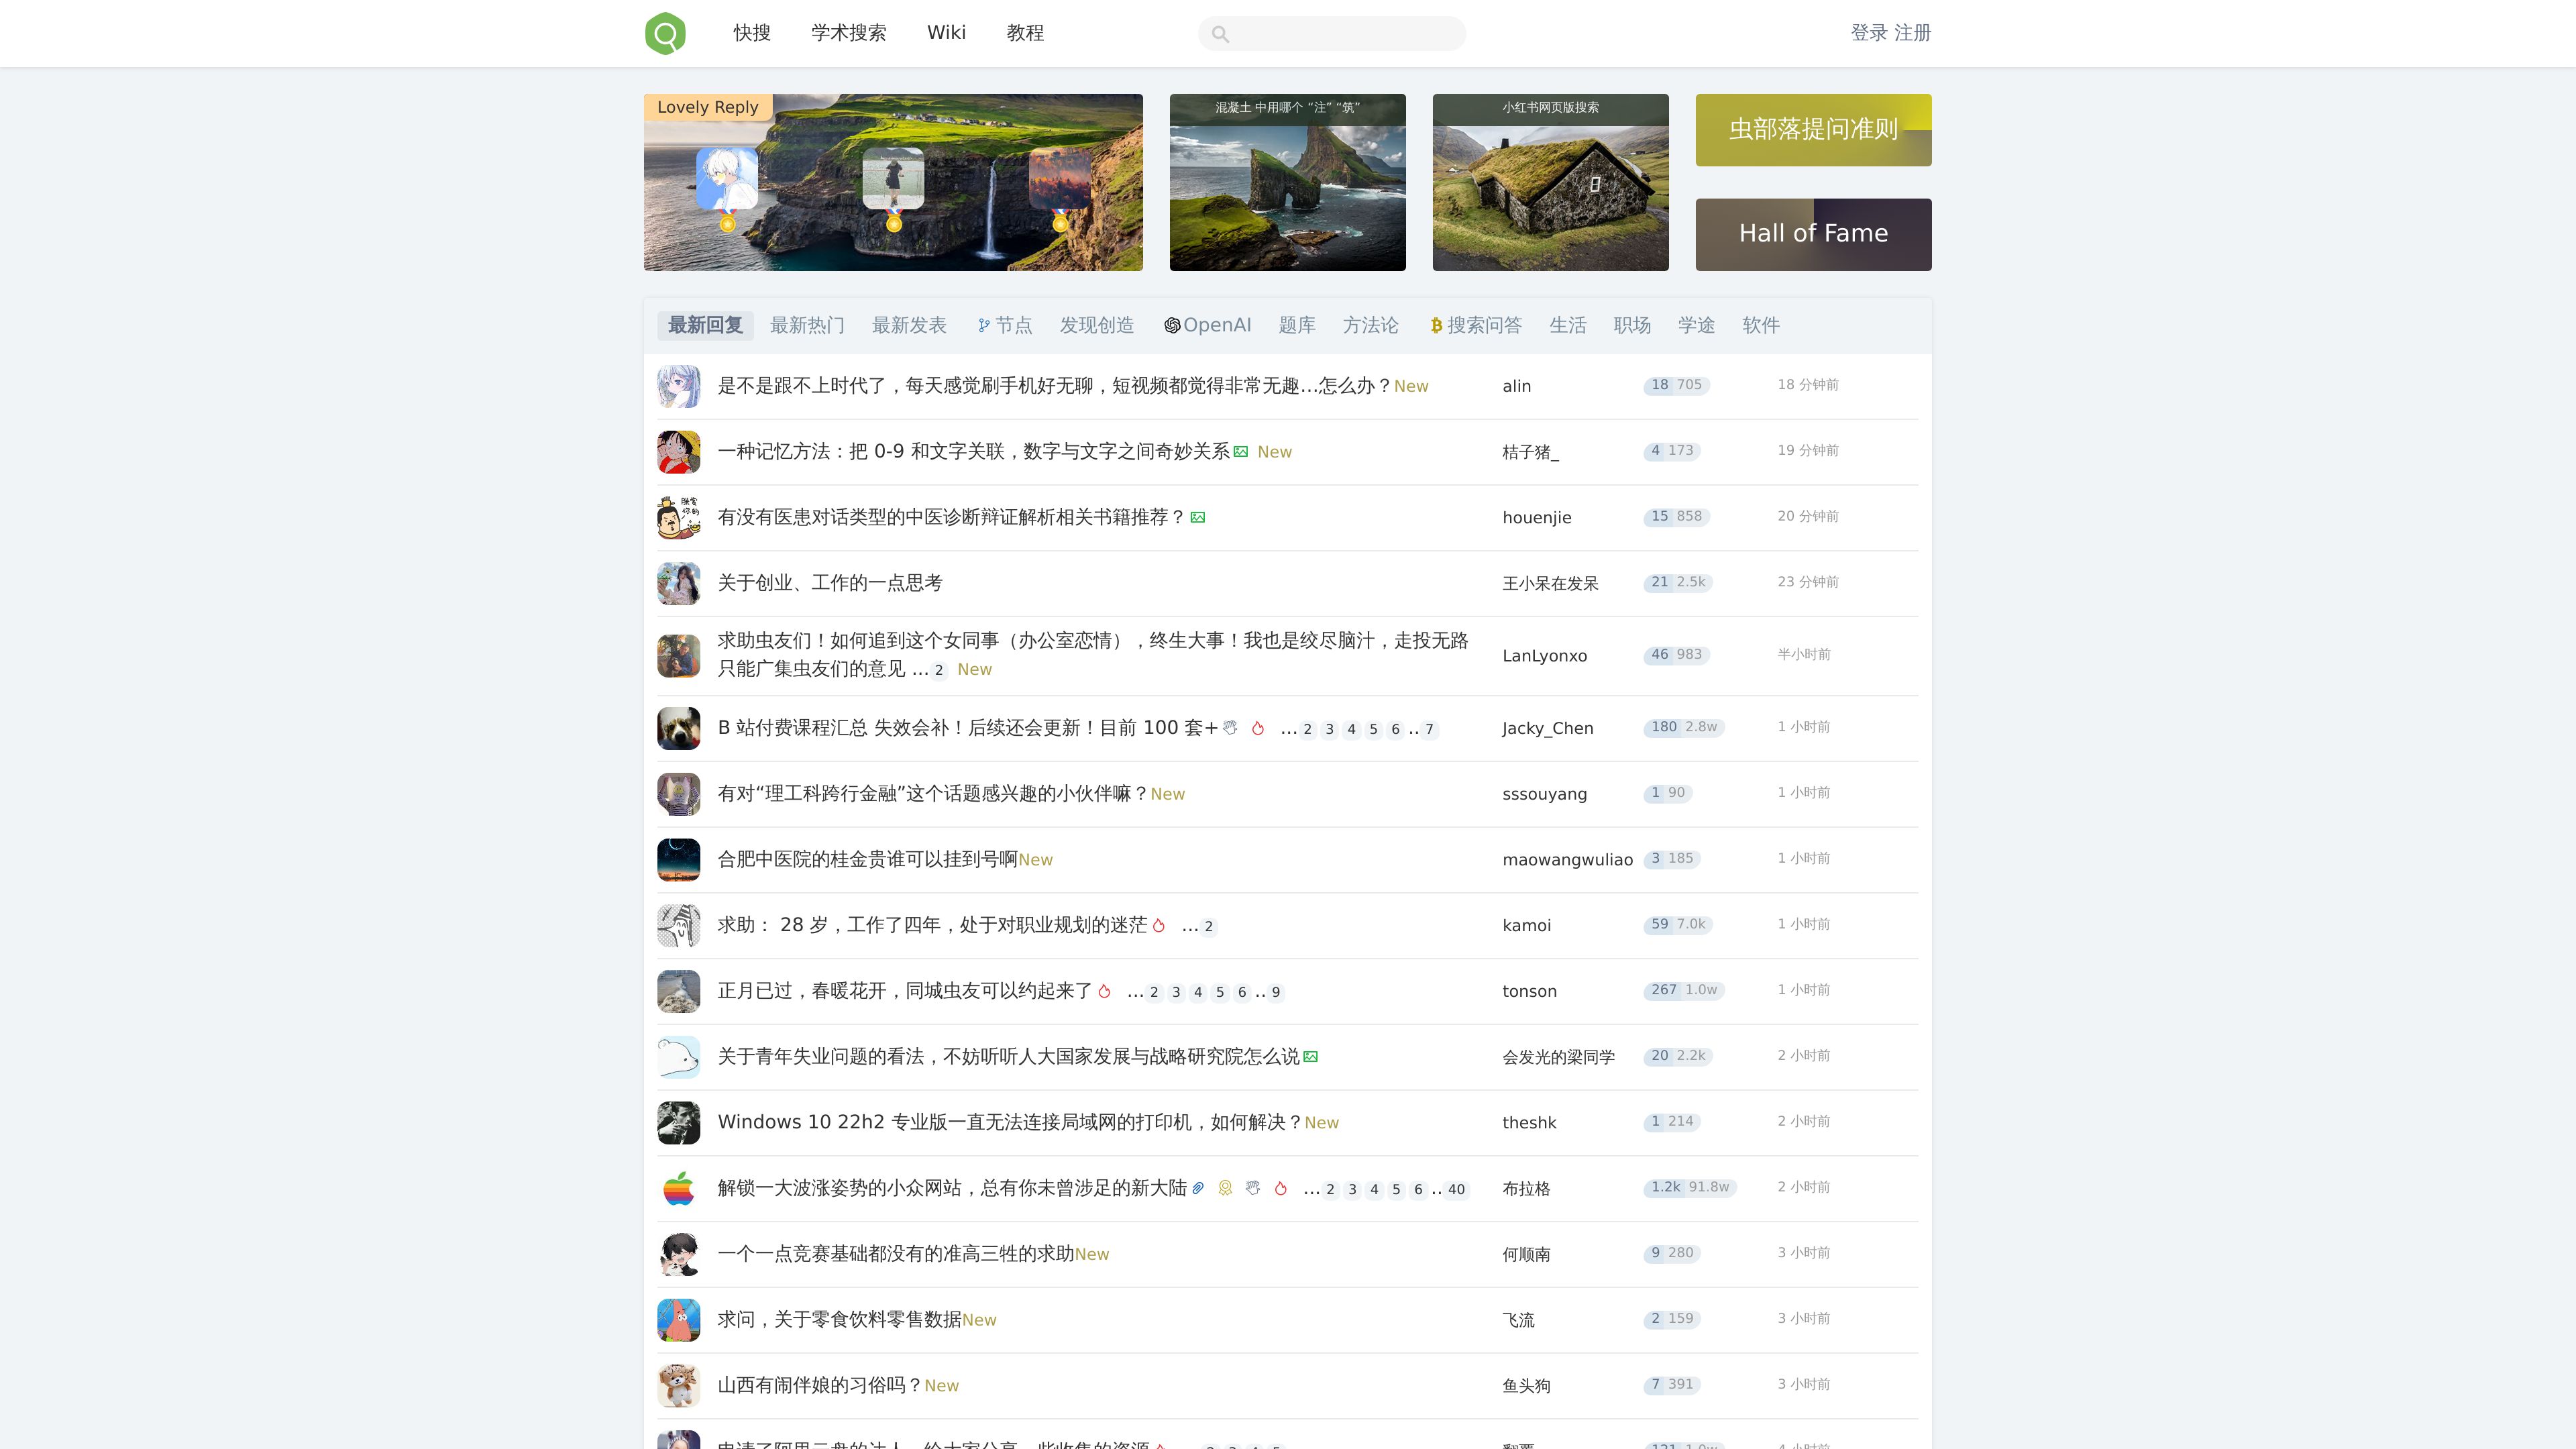 快搜 学术搜索 Wiki 教程 登录 注册
Lovely Reply
混凝土 中用哪个 “注” “筑”
小红书网页版搜索
虫部落提问准则
Hall of Fame
最新回复 最新热门 最新发表 节点 发现创造 OpenAI 题库 方法论 搜索问答 生活 职场 学途 软件
是不是跟不上时代了，每天感觉刷手机好无聊，短视频都觉得非常无趢…怎么办？New alin 18 705 18 分钟前
一种记忆方法：把 0-9 和文字关联，数字与文字之间奇妙关系 New 桔子猪_ 4 173 19 分钟前
有没有医患对话类型的中医诊断辩证解析相关书籍推荐？ houenjie 15 858 20 分钟前
关于创业、工作的一点思考 王小呆在发呆 21 2.5k 23 分钟前
求助虫友们！如何追到这个女同事（办公室恋情），终生大事！我也是绞尽脑汁，走投无路
只能广集虫友们的意见 ...2 New LanLyonxo 46 983 半小时前
B 站付费课程汇总 失效会补！后续还会更新！目前 100 套+ ...2 3 4 5 6 ..7 Jacky_Chen 180 2.8w 1 小时前
有对“理工科跨行金融”这个话题感兴趣的小伙伴嘛？New sssouyang 1 90 1 小时前
合肥中医院的桂金贵谁可以挂到号啊New maowangwuliao 3 185 1 小时前
求助： 28 岁，工作了四年，处于对职业规划的迷茫 ...2 kamoi 59 7.0k 1 小时前
正月已过，春暖花开，同城虫友可以约起来了 ...2 3 4 5 6 ..9 tonson 267 1.0w 1 小时前
关于青年失业问题的看法，不妨听听人大国家发展与战略研究院怎么说 会发光的梁同学 20 2.2k 2 小时前
Windows 10 22h2 专业版一直无法连接局域网的打印机，如何解决？New theshk 1 214 2 小时前
解锁一大波涨姿势的小众网站，总有你未曾涉足的新大陆 ...2 3 4 5 6 ..40 布拉格 1.2k 91.8w 2 小时前
一个一点竞赛基础都没有的准高三牲的求助New 何顺南 9 280 3 小时前
求问，关于零食饮料零售数据New 飞流 2 159 3 小时前
山西有闹伴娘的习俗吗？New 鱼头狗 7 391 3 小时前